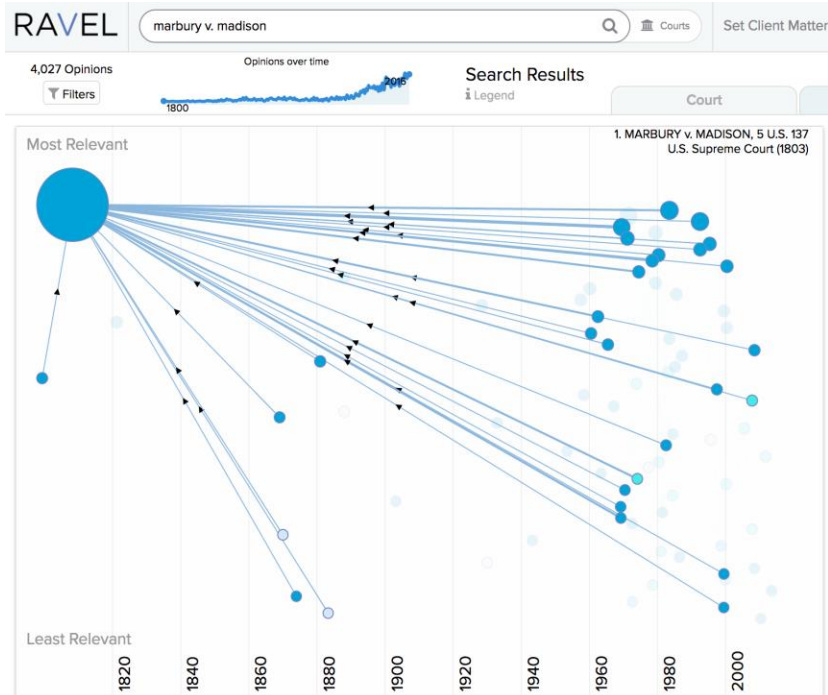 RAVEL
marbury v. madison
Courts
Set Client Matter
4,027 Opinions
Filters
Opinions over time
2016
1800
Search Results
i Legend
Court
Most Relevant
1. MARBURY v. MADISON, 5 U.S. 137
U.S. Supreme Court (1803)
Least Relevant
1820
1840
1860
1880
1900
1920
1940
1960
1980
2000